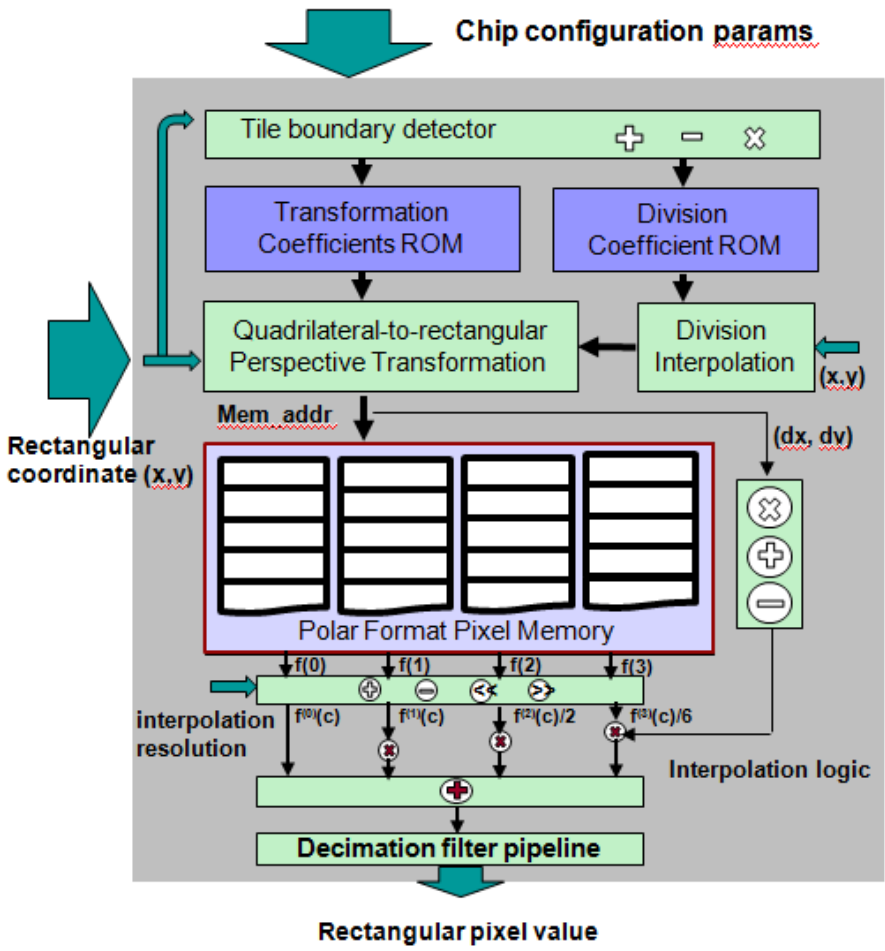 Chip configuration params
Tile boundary detector
Transformation
Coefficients ROM
Division
Coefficient ROM
Quadrilateral-to-rectangular
Perspective Transformation
Division
Interpolation
(x,y)
Mem_addr
(dx, dy)
Rectangular
coordinate (x,y)
Polar Format Pixel Memory
f(0)
f(1)
f(2)
f(3)
<<
>>
interpolation
resolution
f⁽⁰⁾(c)
f⁽¹⁾(c)
f⁽²⁾(c)/2
f⁽³⁾(c)/6
Interpolation logic
Decimation filter pipeline
Rectangular pixel value